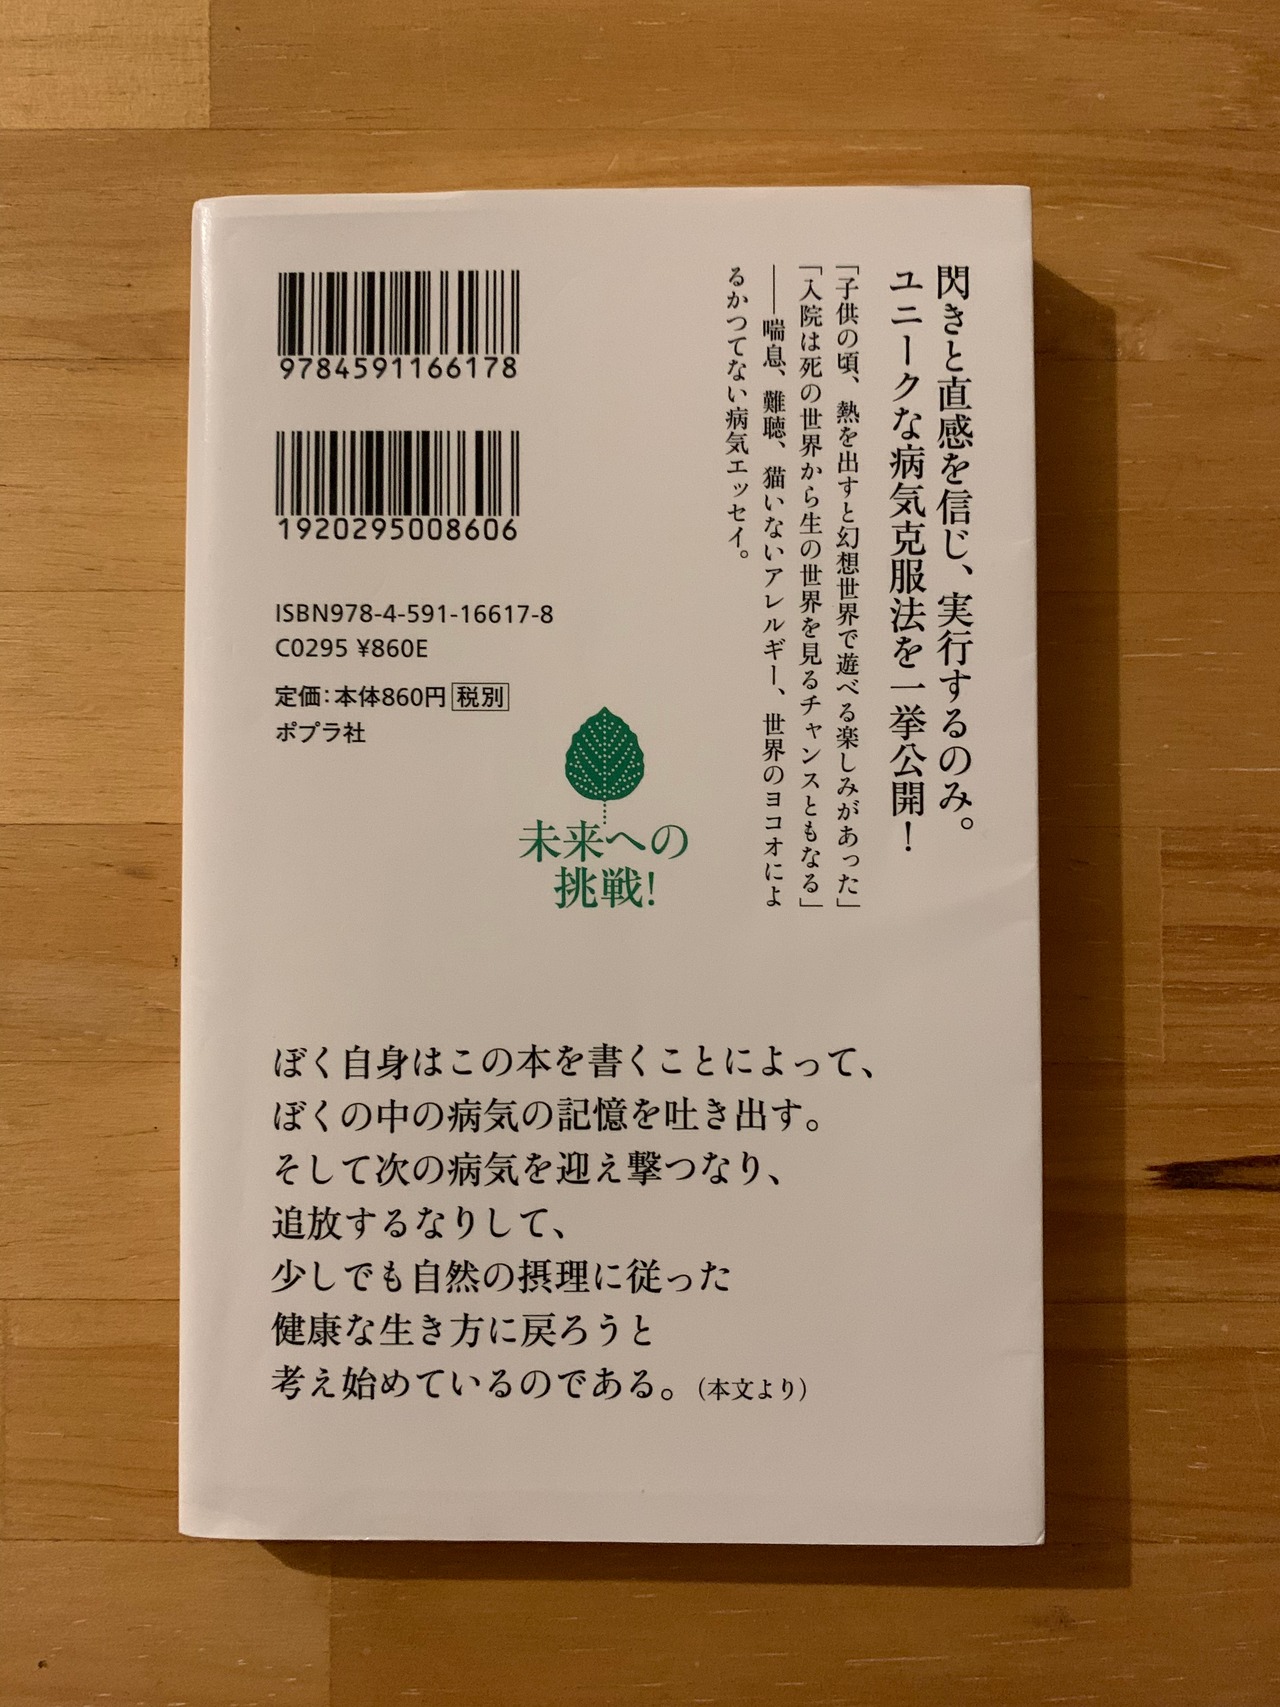 閃きと直感を信じ、実行するのみ。
ユニークな病気克服法を一挙公開!
「子供の頃、熱を出すと幻想世界で遊べる楽しみがあった」
「入院は死の世界から生の世界を見るチャンスともなる」
――喘息、難聴、猫いないアレルギー、世界のヨコオによ
るかつてない病気エッセイ。
9784591166178
1920295008606
ISBN978-4-591-16617-8
C0295 ¥860E
定価:本体860円 税別
ポプラ社
未来への
挑戦!
ぼく自身はこの本を書くことによって、
ぼくの中の病気の記憶を吐き出す。
そして次の病気を迎え撃つなり、
追放するなりして、
少しでも自然の摂理に従った
健康な生き方に戻ろうと
考え始めているのである。(本文より)